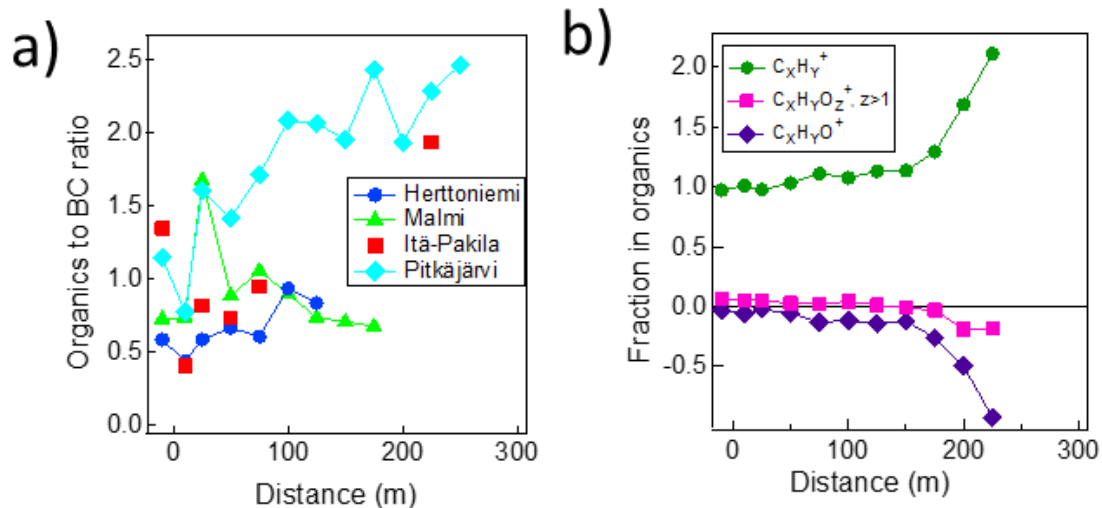 a)
Organics to BC ratio
2.5
2.0
1.5
1.0
0.5
0.0
Herttoniemi
Malmi
Itä-Pakila
Pitkäjärvi
0 100 200 300
Distance (m)
b)
Fraction in organics
2.0
1.5
1.0
0.5
0.0
-0.5
CXHY+
CXHYOZ+, z>1
CXHYO+
0 100 200 300
Distance (m)